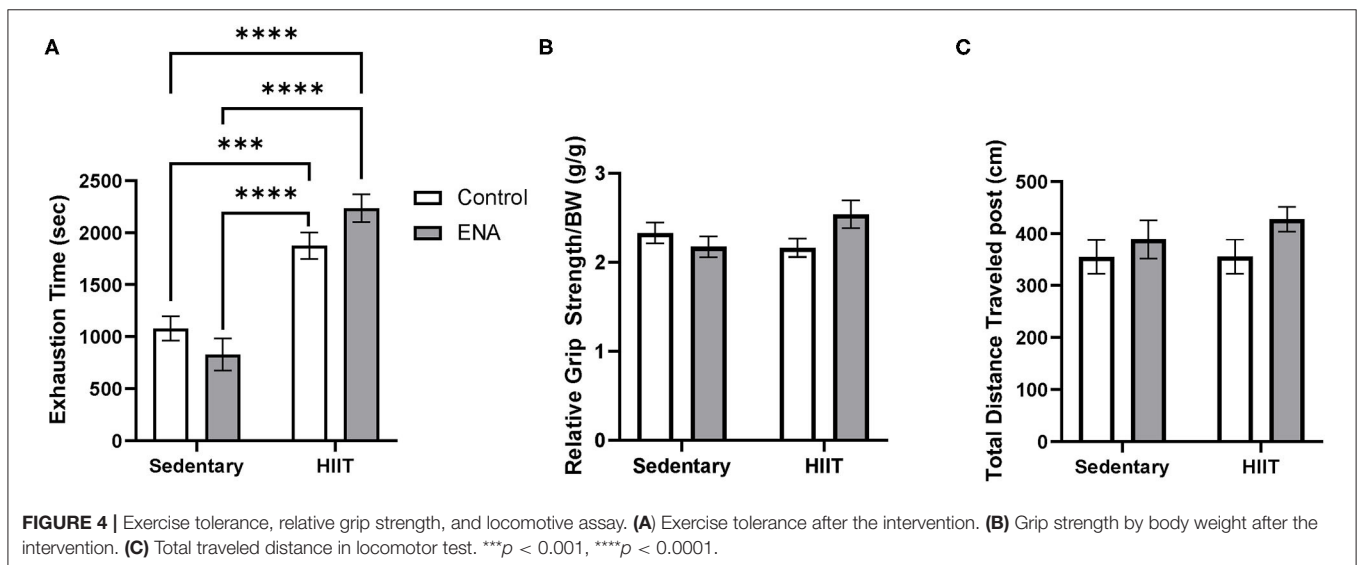 A
B
C
****
****
***
****
Exhaustion Time (sec)
2500
2000
1500
1000
500
0
Sedentary
HIIT
Control
ENA
Relative Grip Strength/BW (g/g)
3
2
1
0
Sedentary
HIIT
Total Distance Traveled post (cm)
500
400
300
200
100
0
Sedentary
HIIT
FIGURE 4 | Exercise tolerance, relative grip strength, and locomotive assay. (A) Exercise tolerance after the intervention. (B) Grip strength by body weight after the
intervention. (C) Total traveled distance in locomotor test. ***p < 0.001, ****p < 0.0001.